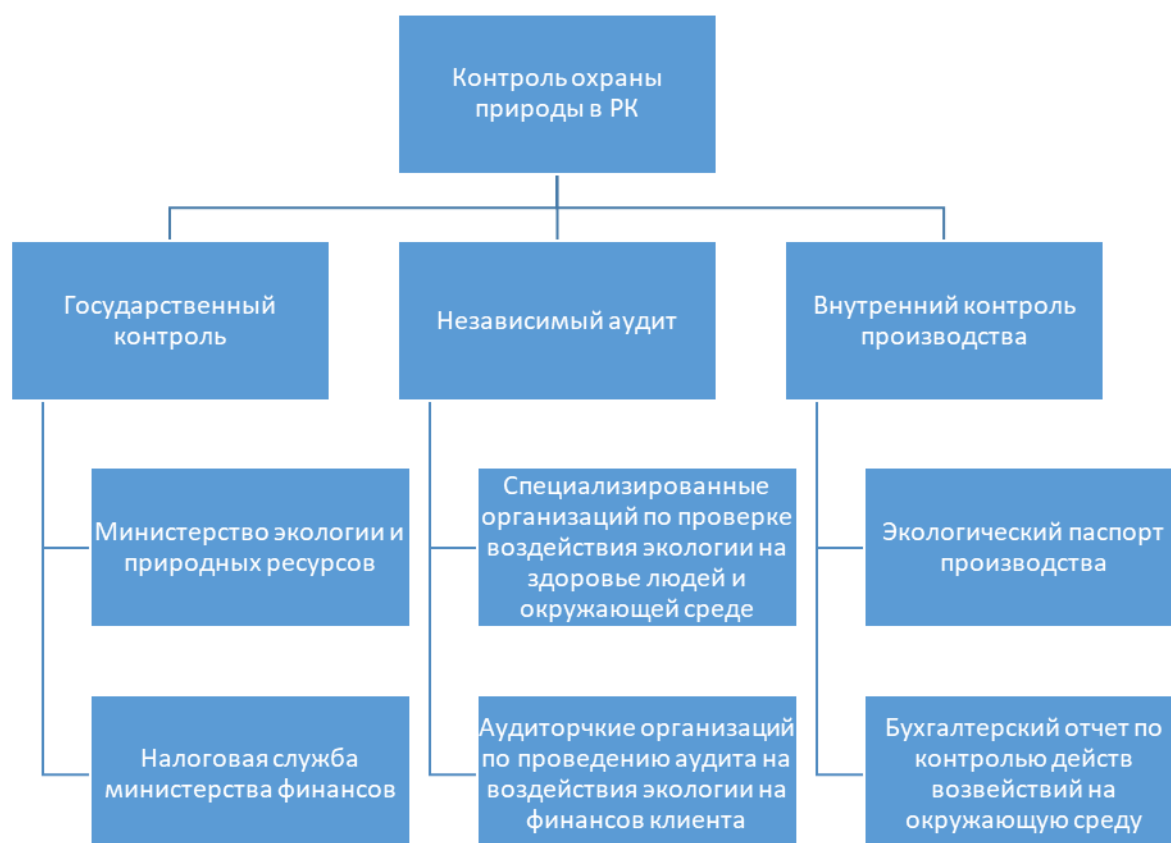 Контроль охраны
природы в РК
Государственный
контроль
Независимый аудит
Внутренний контроль
производства
Министерство экологии и
природных ресурсов
Специализированные
организаций по проверке
воздействия экологии на
здоровье людей и
окружающей среде
Экологический паспорт
производства
Налоговая служба
министерства финансов
Аудиторчкие организаций
по проведению аудита на
воздействия экологии на
финансов клиента
Бухгалтерский отчет по
контролью действ
возвействий на
окружающую среду